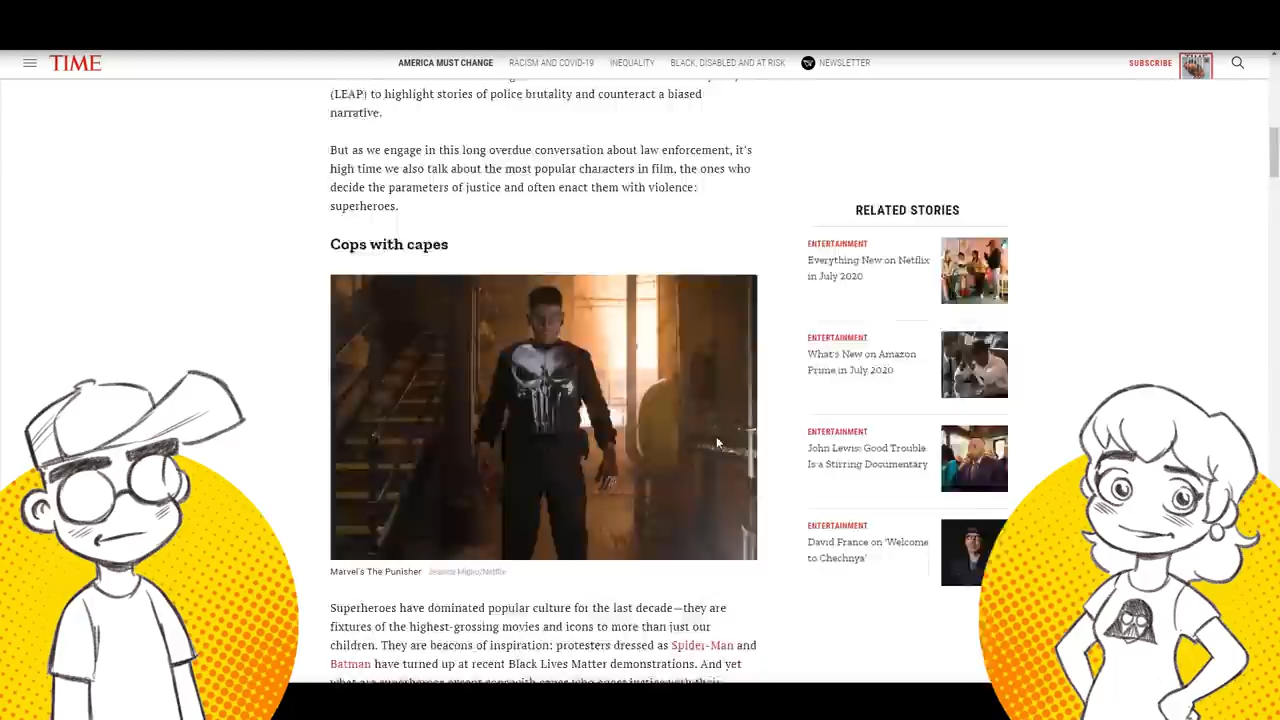 TIME
AMERICA MUST CHANGE
RACISM AND COVID-19
INEQUALITY
BLACK, DISABLED AND AT RISK
NEWSLETTER
SUBSCRIBE
(LEAP) to highlight stories of police brutality and counteract a biased
narrative.
But as we engage in this long overdue conversation about law enforcement, it's
high time we also talk about the most popular characters in film, the ones who
decide the parameters of justice and often enact them with violence:
superheroes.
Cops with capes
Marvel's The Punisher Jessica Miglio/Netflix
Superheroes have dominated popular culture for the last decade—they are
fixtures of the highest-grossing movies and icons to more than just our
children. They are beacons of inspiration: protesters dressed as Spider-Man and
Batman have turned up at recent Black Lives Matter demonstrations. And yet
RELATED STORIES
ENTERTAINMENT
Everything New on Netflix
in July 2020
ENTERTAINMENT
What's New on Amazon
Prime in July 2020
ENTERTAINMENT
John Lewis: Good Trouble
Is a Stirring Documentary
ENTERTAINMENT
David France on 'Welcome
to Chechnya'